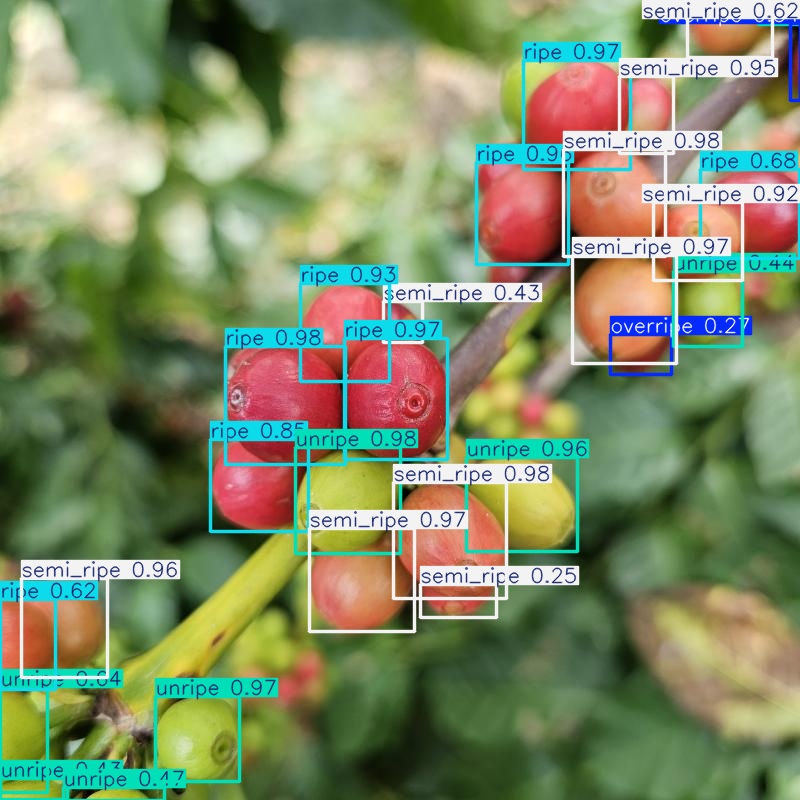 semi_ripe 0.62
ripe 0.97
semi_ripe 0.95
semi_ripe 0.98
ripe 0.68
semi_ripe 0.92
semi_ripe 0.97
unripe 0.44
ripe 0.93
semi_ripe 0.43
overripe 0.27
ripe 0.98
ripe 0.97
ripe 0.85
unripe 0.98
unripe 0.96
semi_ripe 0.98
semi_ripe 0.97
semi_ripe 0.25
semi_ripe 0.96
ripe 0.62
unripe 0.64
unripe 0.97
unripe 0.43
unripe 0.47